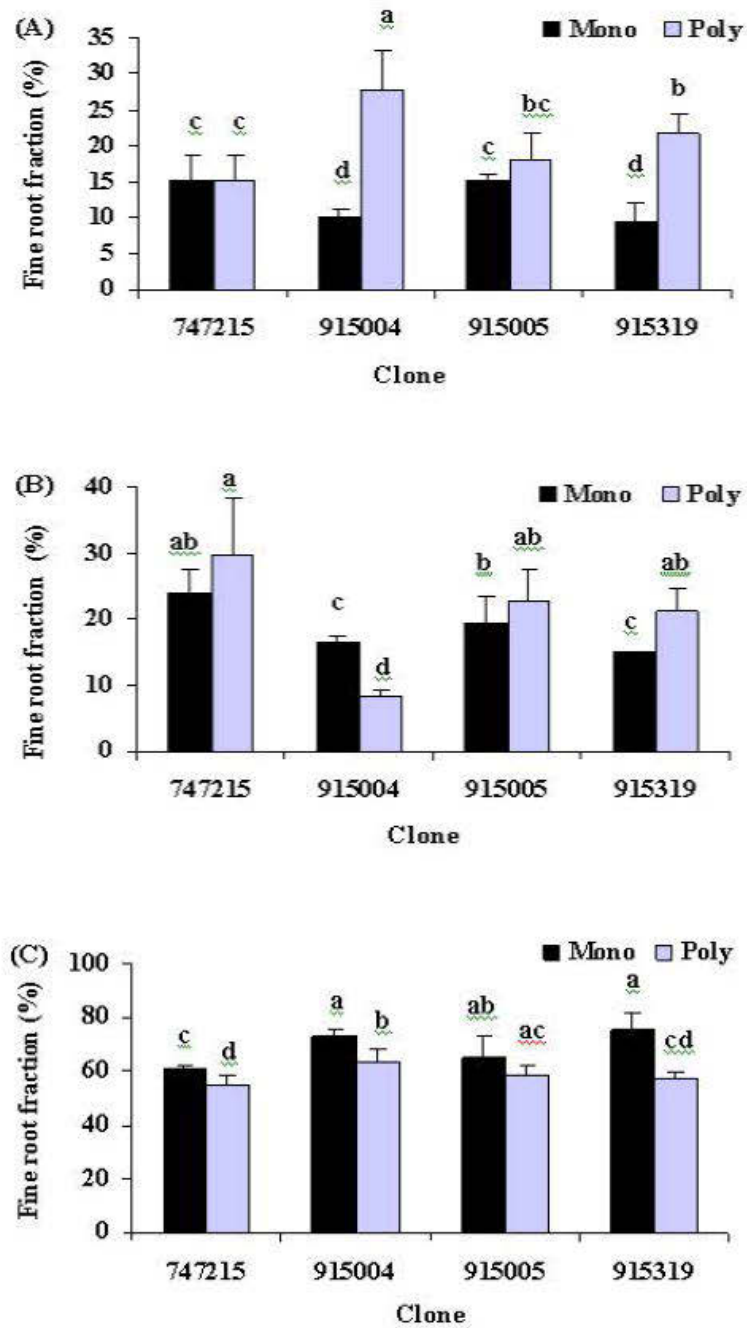 (A)
Mono Poly
Fine root fraction (%)
35
30
25
20
15
10
5
0
c c d a c bc d b
747215 915004 915005 915319
Clone
(B)
Mono Poly
Fine root fraction (%)
40
30
20
10
0
ab a c d b ab c ab
747215 915004 915005 915319
Clone
(C)
Mono Poly
Fine root fraction (%)
100
80
60
40
20
0
c d a b ab ac a cd
747215 915004 915005 915319
Clone